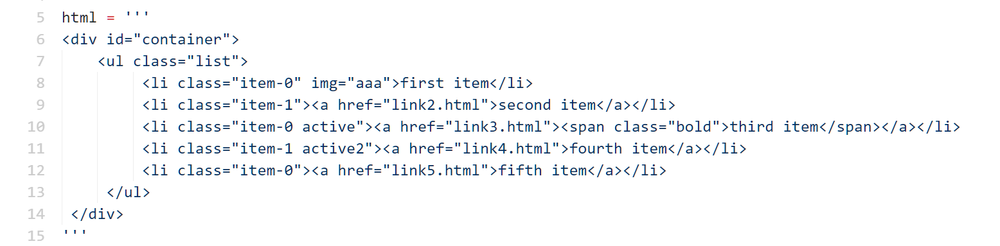 5 html = '''
6 <div id="container">
7     <ul class="list">
8          <li class="item-0" img="aaa">first item</li>
9          <li class="item-1"><a href="link2.html">second item</a></li>
10          <li class="item-0 active"><a href="link3.html"><span class="bold">third item</span></a></li>
11          <li class="item-1 active2"><a href="link4.html">fourth item</a></li>
12          <li class="item-0"><a href="link5.html">fifth item</a></li>
13      </ul>
14  </div>
15 '''